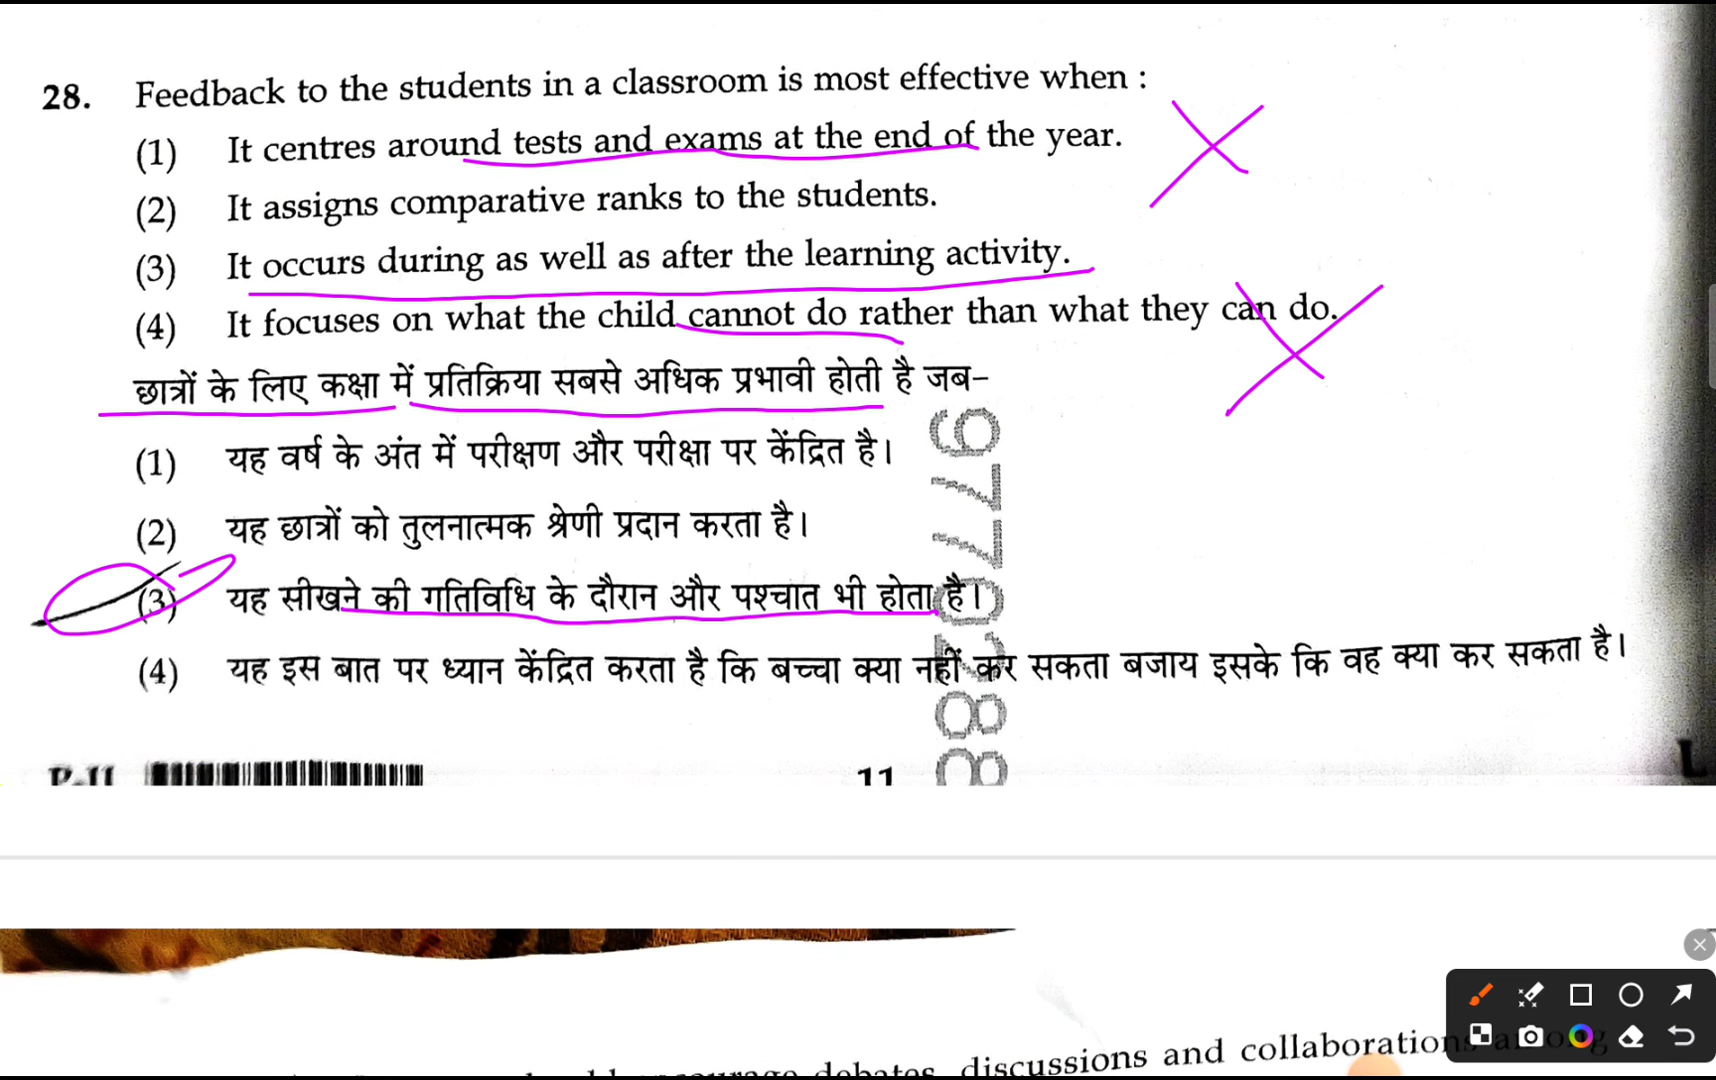 28. Feedback to the students in a classroom is most effective when :
(1) It centres around tests and exams at the end of the year.
(2) It assigns comparative ranks to the students.
(3) It occurs during as well as after the learning activity.
(4) It focuses on what the child cannot do rather than what they can do.
छात्रों के लिए कक्षा में प्रतिक्रिया सबसे अधिक प्रभावी होती है जब–
(1) यह वर्ष के अंत में परीक्षण और परीक्षा पर केंद्रित है।
(2) यह छात्रों को तुलनात्मक श्रेणी प्रदान करता है।
(3) यह सीखने की गतिविधि के दौरान और पश्चात भी होता है।
(4) यह इस बात पर ध्यान केंद्रित करता है कि बच्चा क्या नहीं कर सकता बजाय इसके कि वह क्या कर सकता है।
P-II 11 L
debates, discussions and collaborations among